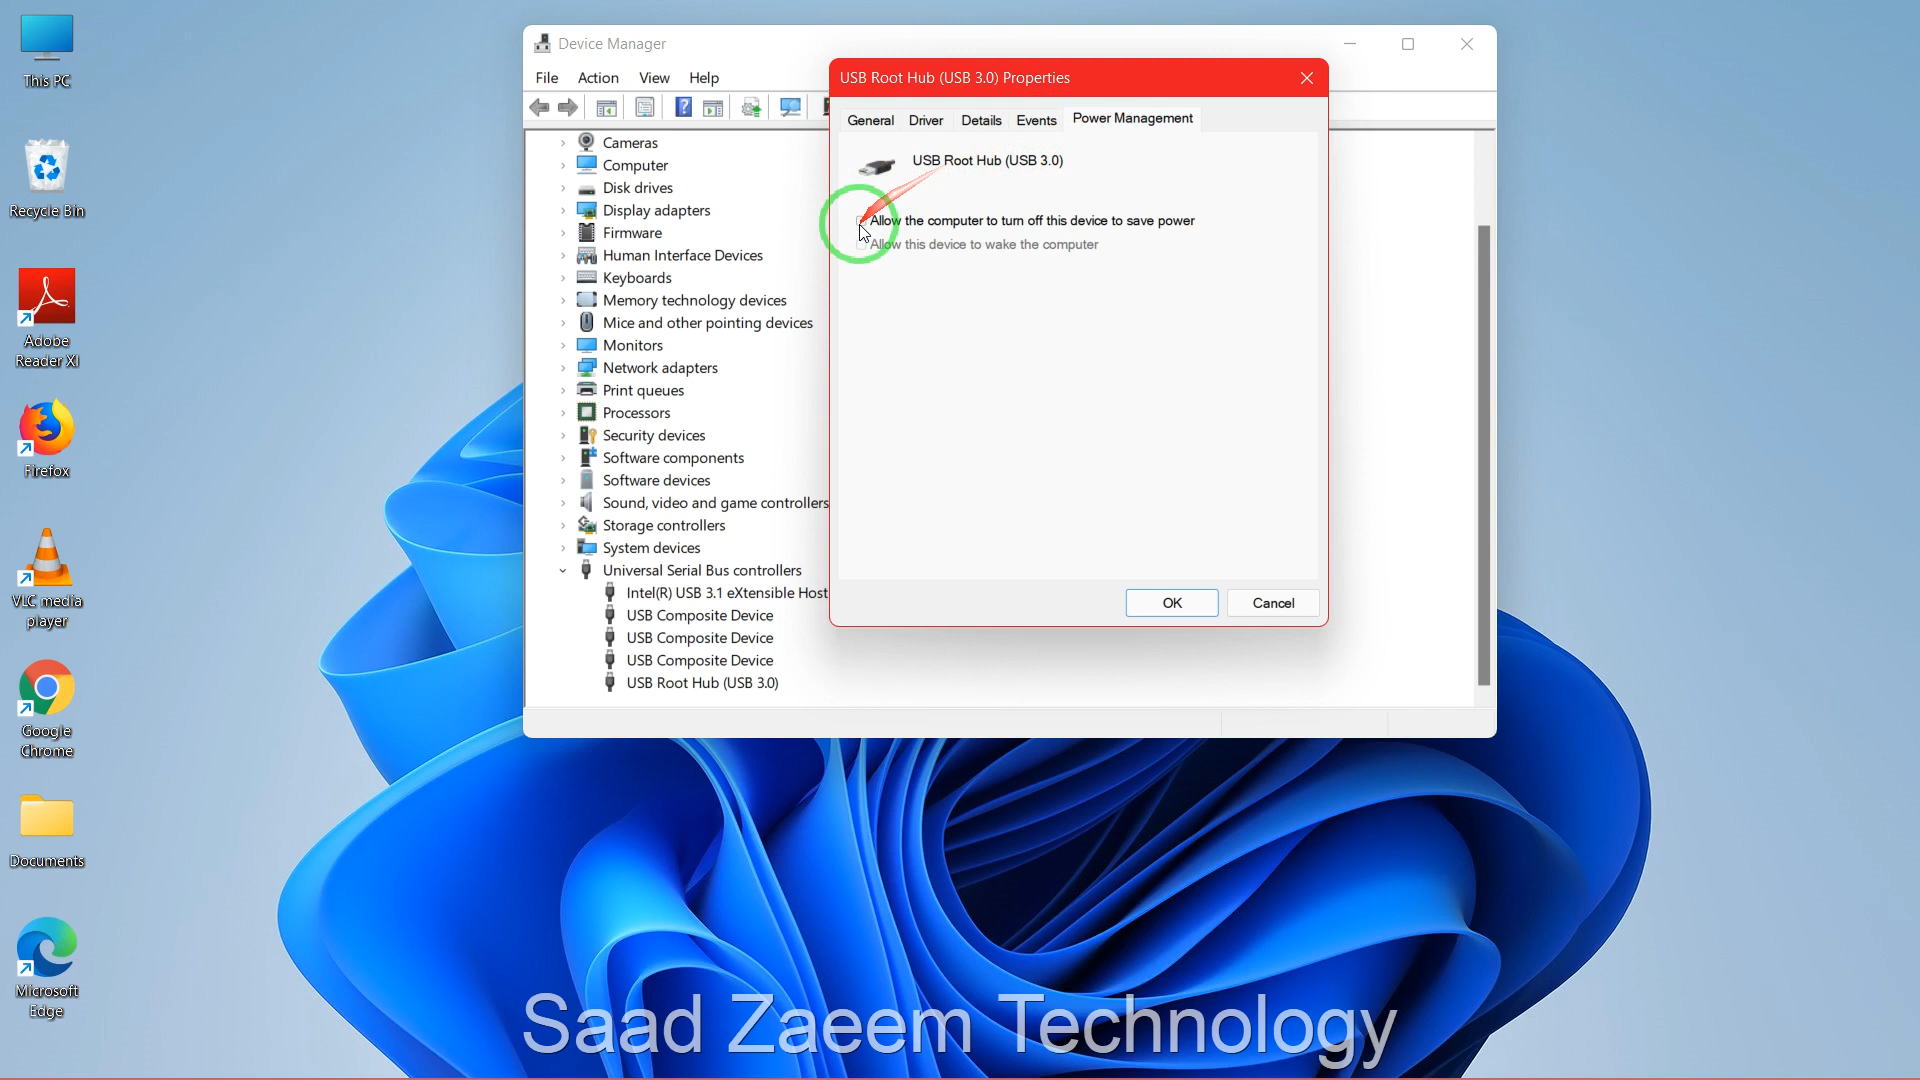 This PC
Recycle Bin
Adobe
Reader XI
Firefox
VLC media
player
Google
Chrome
Documents
Microsoft
Edge
Device Manager
File Action View Help
Cameras
Computer
Disk drives
Display adapters
Firmware
Human Interface Devices
Keyboards
Memory technology devices
Mice and other pointing devices
Monitors
Network adapters
Print queues
Processors
Security devices
Software components
Software devices
Sound, video and game controllers
Storage controllers
System devices
Universal Serial Bus controllers
Intel(R) USB 3.1 eXtensible Host
USB Composite Device
USB Composite Device
USB Composite Device
USB Root Hub (USB 3.0)
USB Root Hub (USB 3.0) Properties
General Driver Details Events Power Management
USB Root Hub (USB 3.0)
Allow the computer to turn off this device to save power
Allow this device to wake the computer
OK Cancel
Saad Zaeem Technology